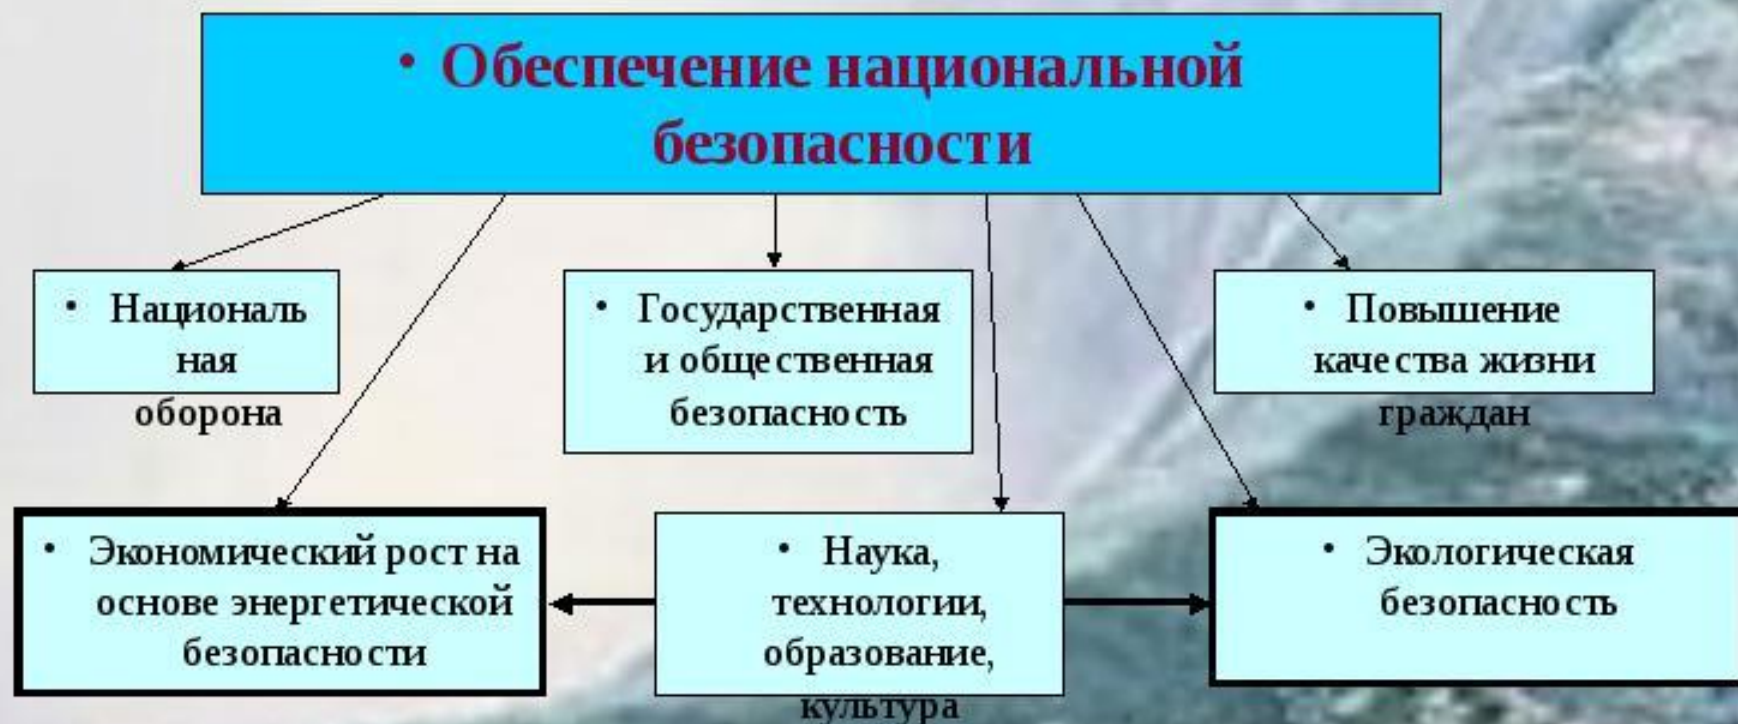 • Обеспечение национальной
безопасности
• Националь
ная
оборона
• Государственная
и общественная
безопасность
• Повышение
качества жизни
граждан
• Экономический рост на
основе энергетической
безопасности
• Наука,
технологии,
образование,
культура
• Экологическая
безопасность